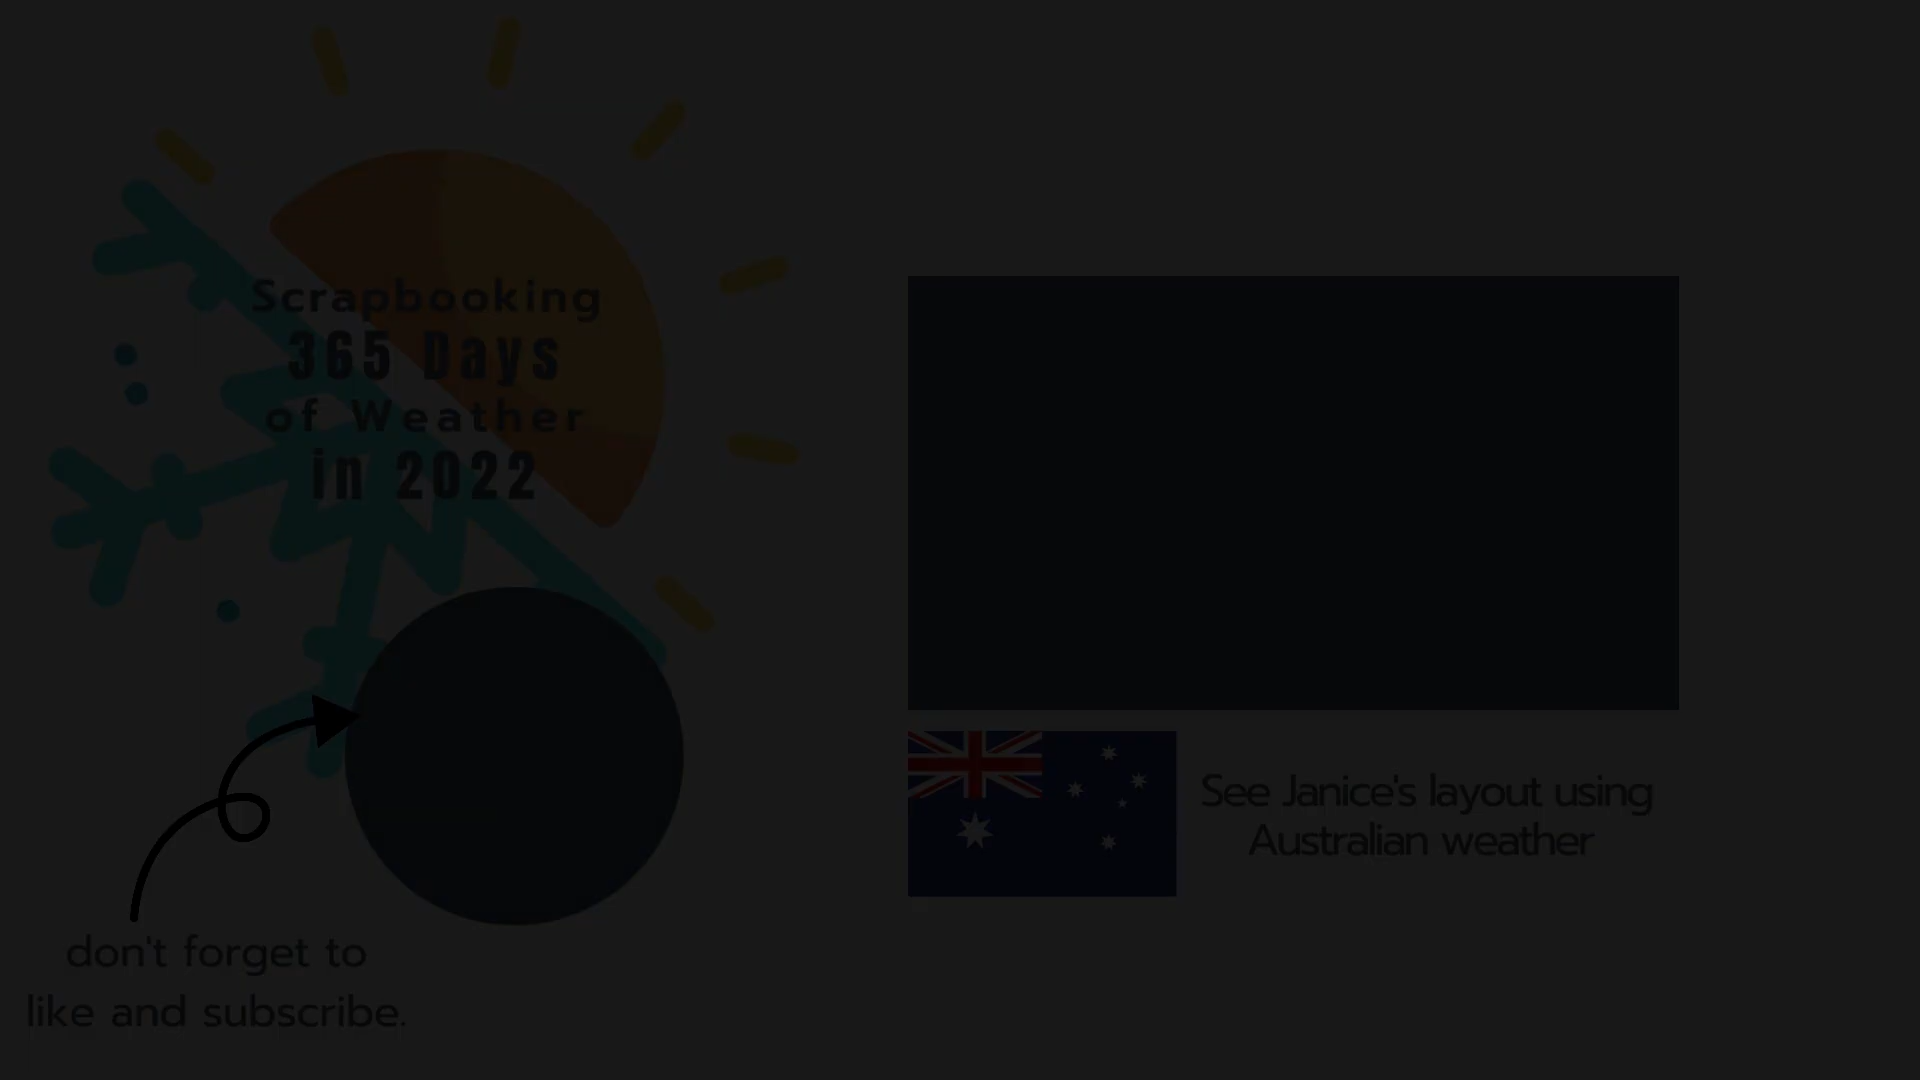 Scrapbooking
365 Days
of Weather
in 2022
See Janice's layout using
Australian weather
don't forget to
like and subscribe.